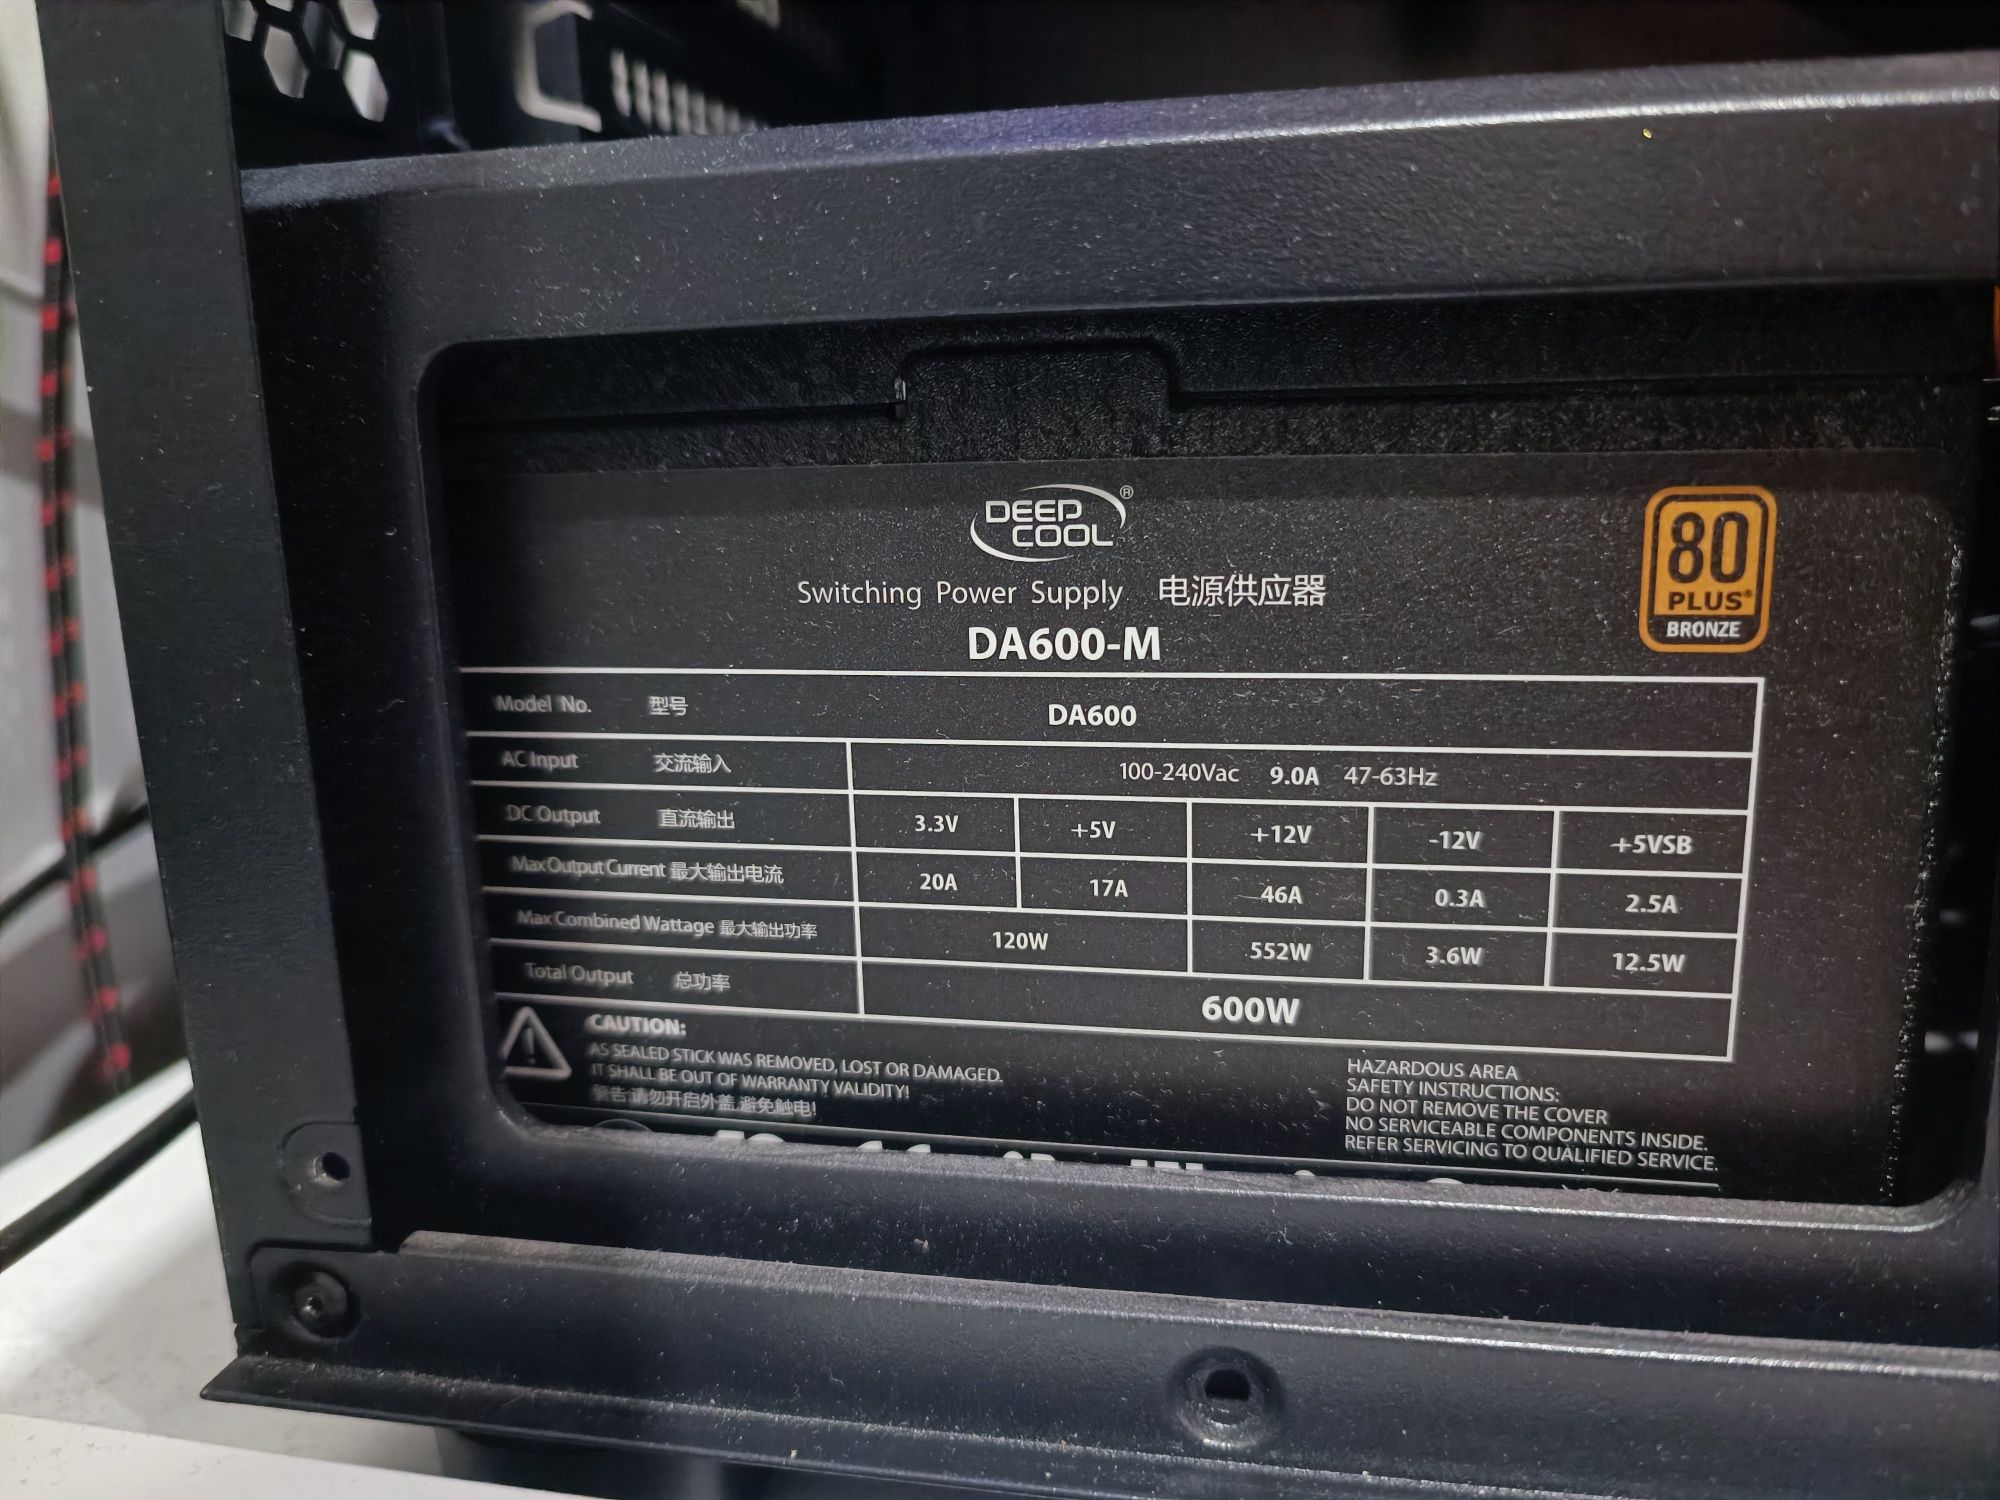 DEEP
COOL®
Switching Power Supply 电源供应器
DA600-M
80
PLUS®
BRONZE
Model No. 型号 DA600
AC Input 交流输入 100-240Vac 9.0A 47-63Hz
DC Output 直流输出 3.3V +5V +12V -12V +5VSB
Max Output Current 最大输出电流 20A 17A 46A 0.3A 2.5A
Max Combined Wattage 最大输出功率 120W 552W 3.6W 12.5W
Total Output 总功率 600W
CAUTION:
AS SEALED STICK WAS REMOVED, LOST OR DAMAGED.
IT SHALL BE OUT OF WARRANTY VALIDITY!
警告:请勿开启外盖,避免触电!
HAZARDOUS AREA
SAFETY INSTRUCTIONS:
DO NOT REMOVE THE COVER
NO SERVICEABLE COMPONENTS INSIDE.
REFER SERVICING TO QUALIFIED SERVICE.